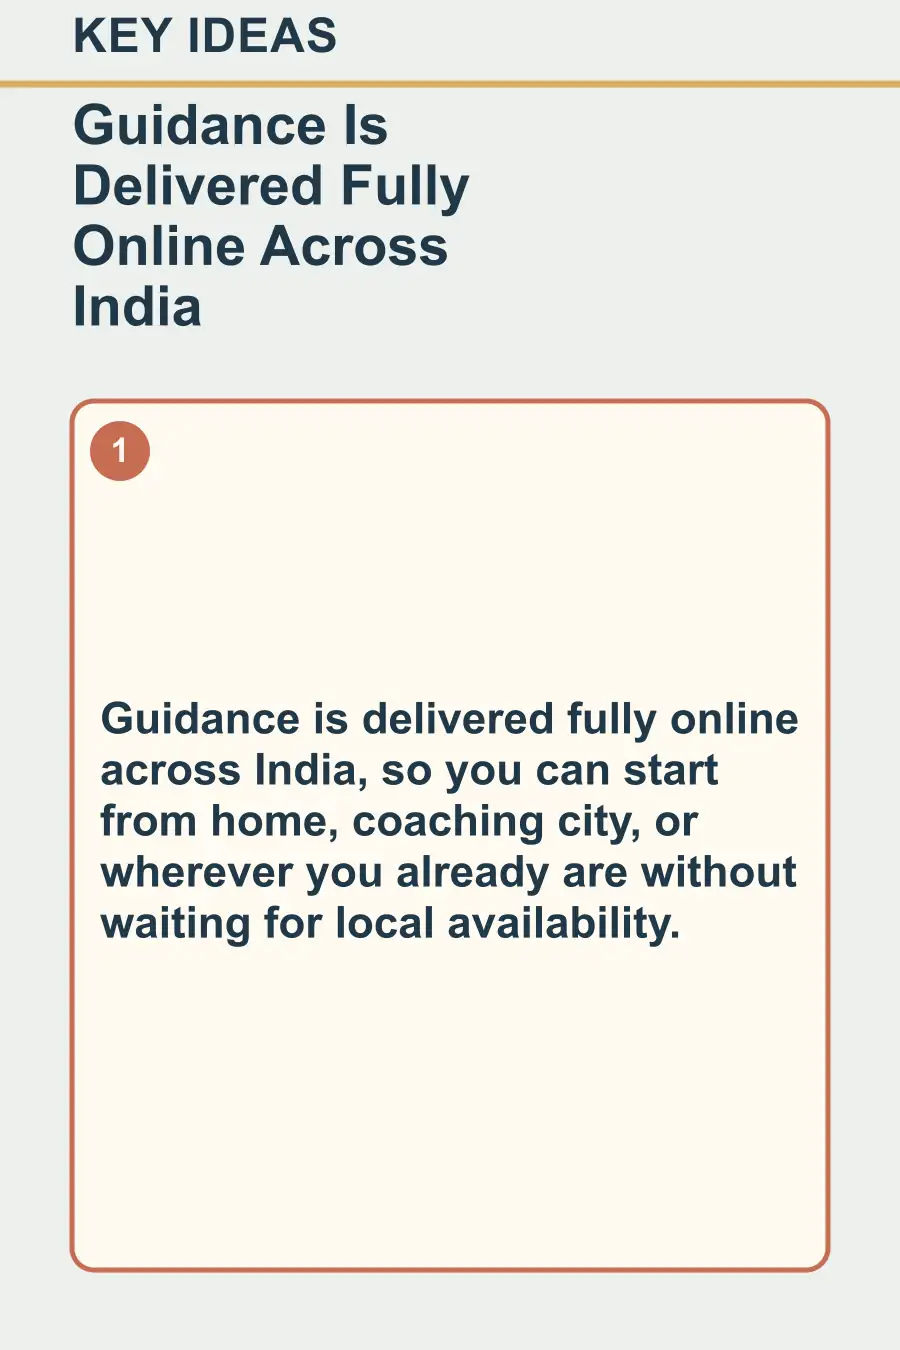 KEY IDEAS
Guidance Is
Delivered Fully
Online Across
India
1
Guidance is delivered fully online
across India, so you can start
from home, coaching city, or
wherever you already are without
waiting for local availability.